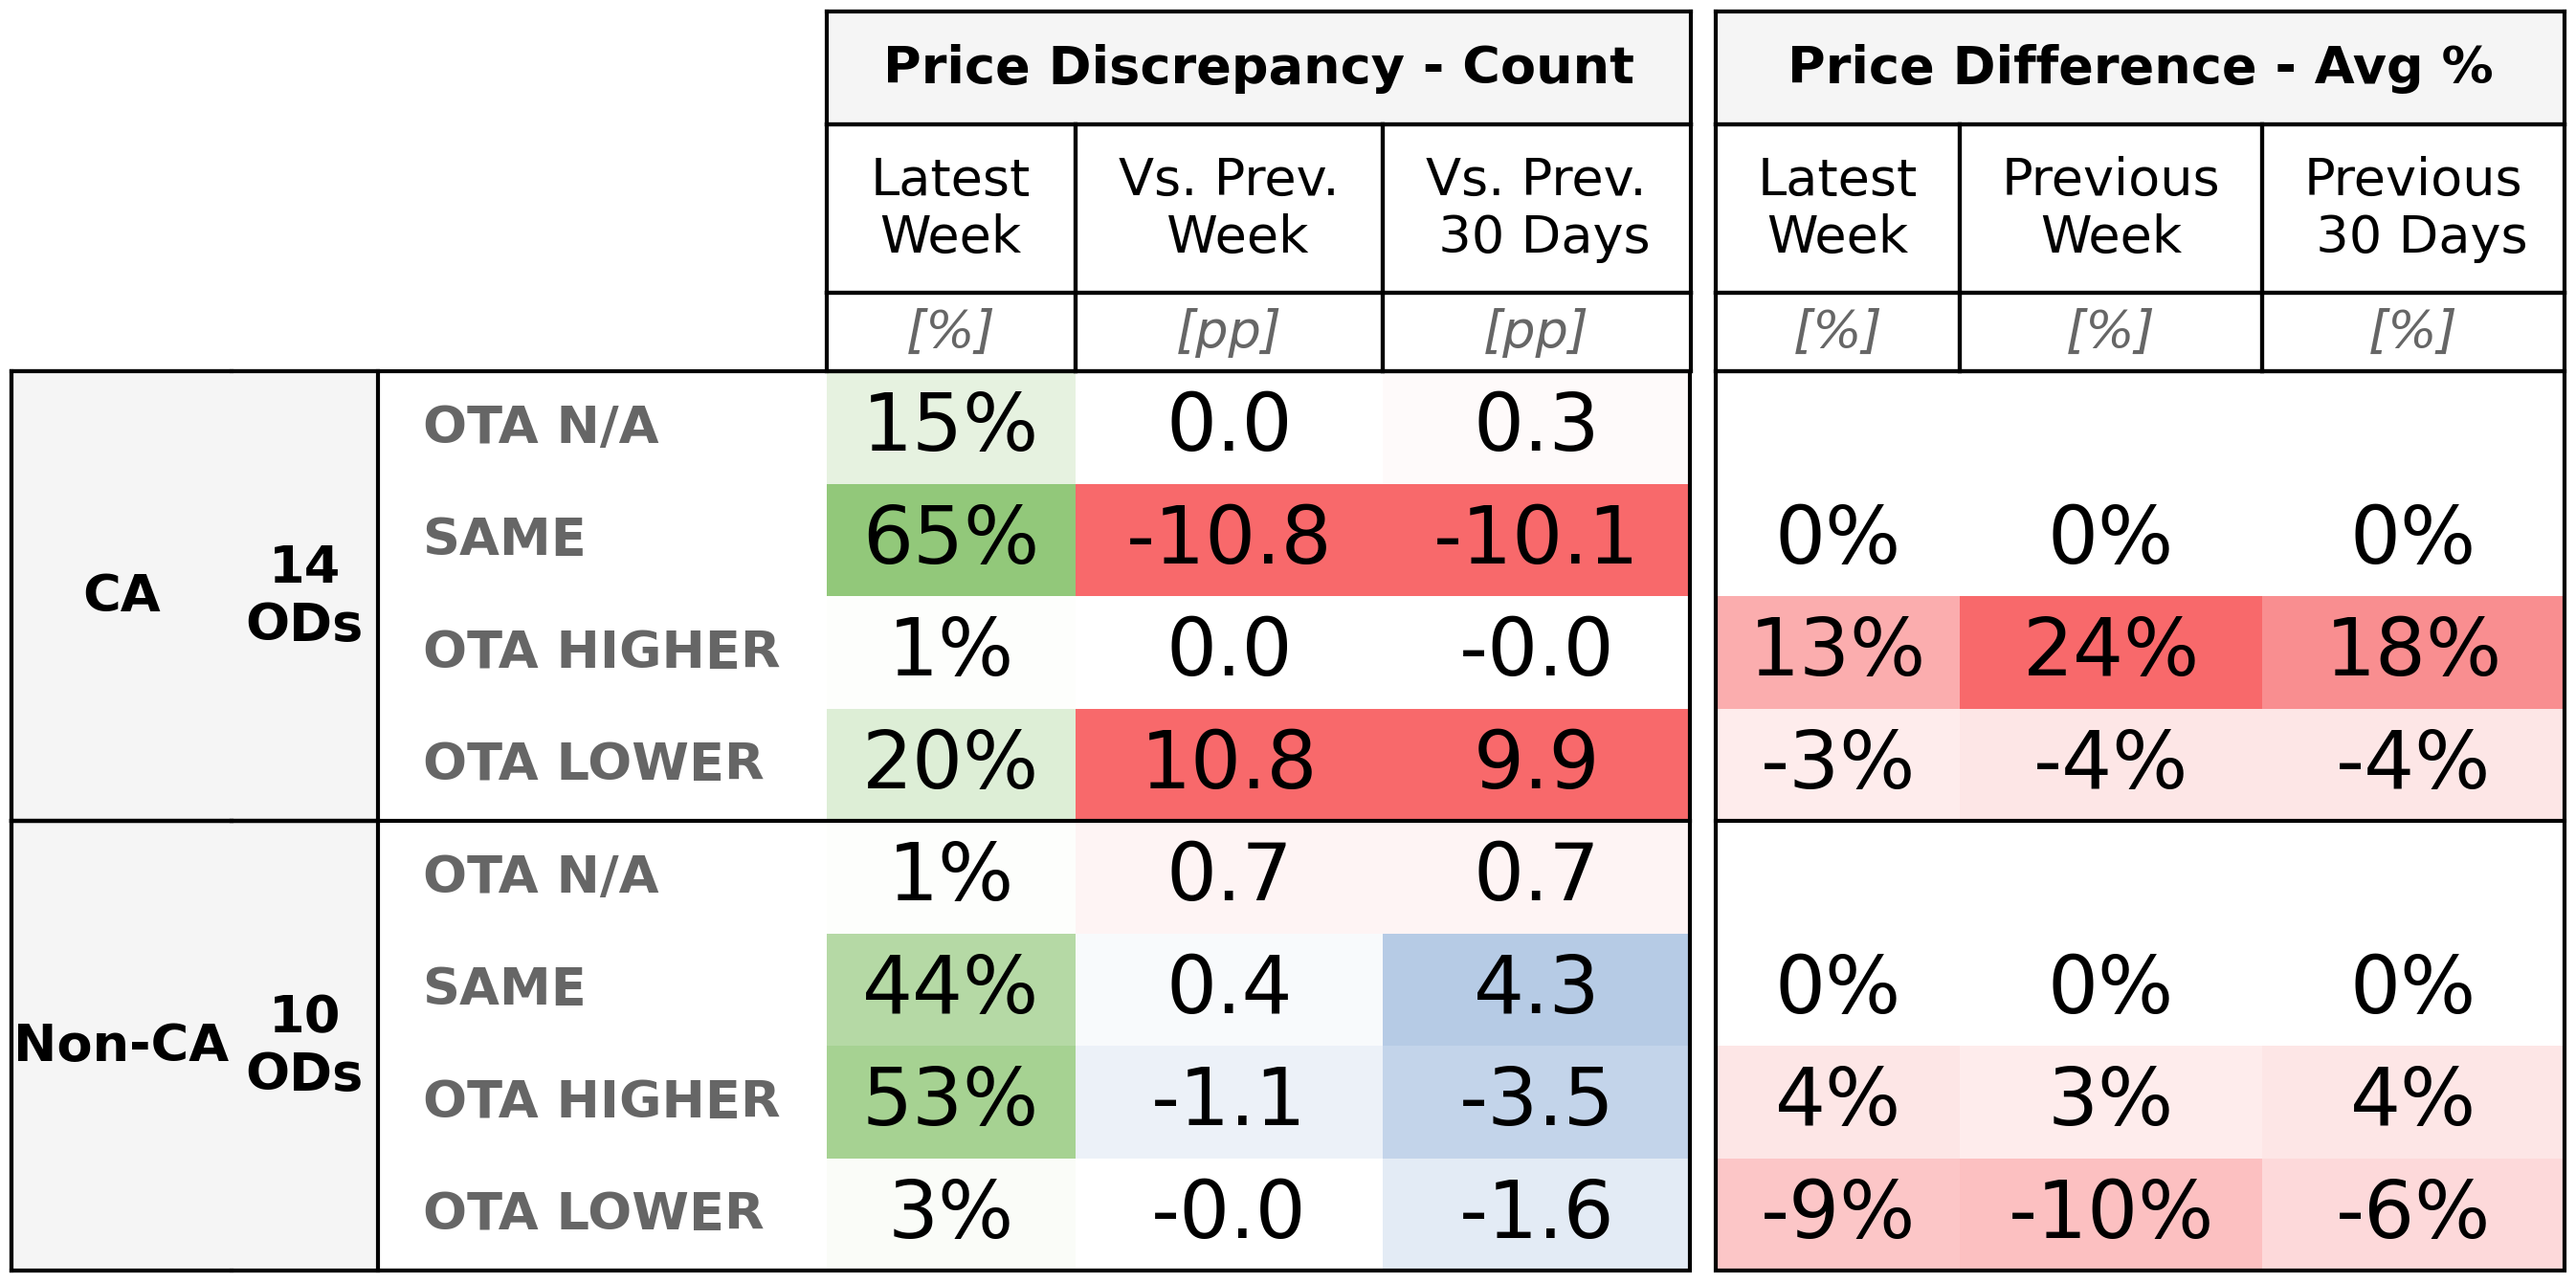 Price Discrepancy - Count
Price Difference - Avg %
Latest Week
Vs. Prev. Week
Vs. Prev. 30 Days
Latest Week
Previous Week
Previous 30 Days
[%] [pp] [pp] [%] [%] [%]
CA
14 ODs
OTA N/A 15% 0.0 0.3
SAME 65% -10.8 -10.1 0% 0% 0%
OTA HIGHER 1% 0.0 -0.0 13% 24% 18%
OTA LOWER 20% 10.8 9.9 -3% -4% -4%
Non-CA
10 ODs
OTA N/A 1% 0.7 0.7
SAME 44% 0.4 4.3 0% 0% 0%
OTA HIGHER 53% -1.1 -3.5 4% 3% 4%
OTA LOWER 3% -0.0 -1.6 -9% -10% -6%